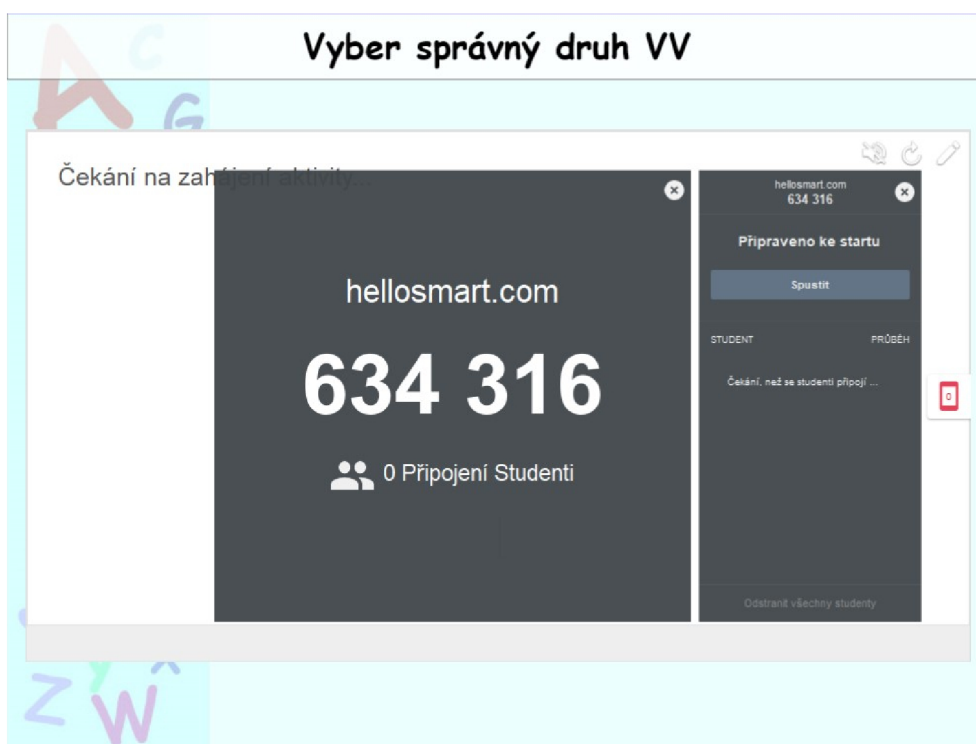 Vyber správný druh VV
Čekání na zahájení aktivity...
hellosmart.com
634 316
0 Připojení Studenti
hellosmart.com
634 316
Připraveno ke startu
Spustit
STUDENT PRŮBĚH
Čekání, než se studenti připojí ...
Odstranit všechny studenty
0
A C
G
Z y W x